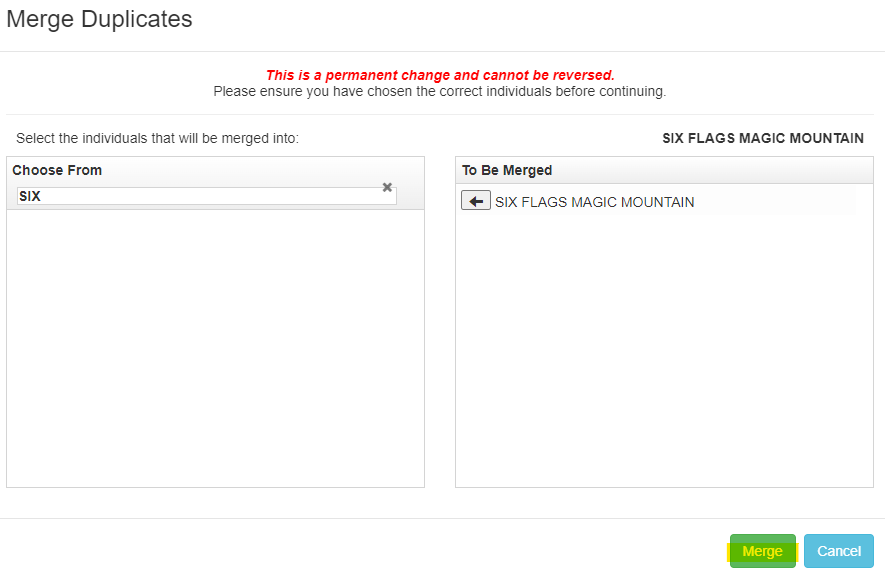 Merge Duplicates
This is a permanent change and cannot be reversed.
Please ensure you have chosen the correct individuals before continuing.
Select the individuals that will be merged into:
SIX FLAGS MAGIC MOUNTAIN
Choose From
SIX
To Be Merged
SIX FLAGS MAGIC MOUNTAIN
Merge
Cancel